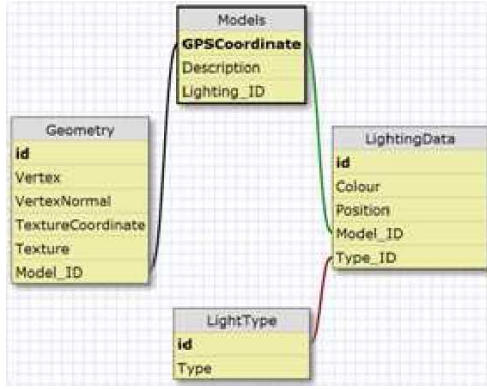 Models
GPSCoordinate
Description
Lighting_ID
Geometry
id
Vertex
VertexNormal
TextureCoordinate
Texture
Model_ID
LightingData
id
Colour
Position
Model_ID
Type_ID
LightType
id
Type